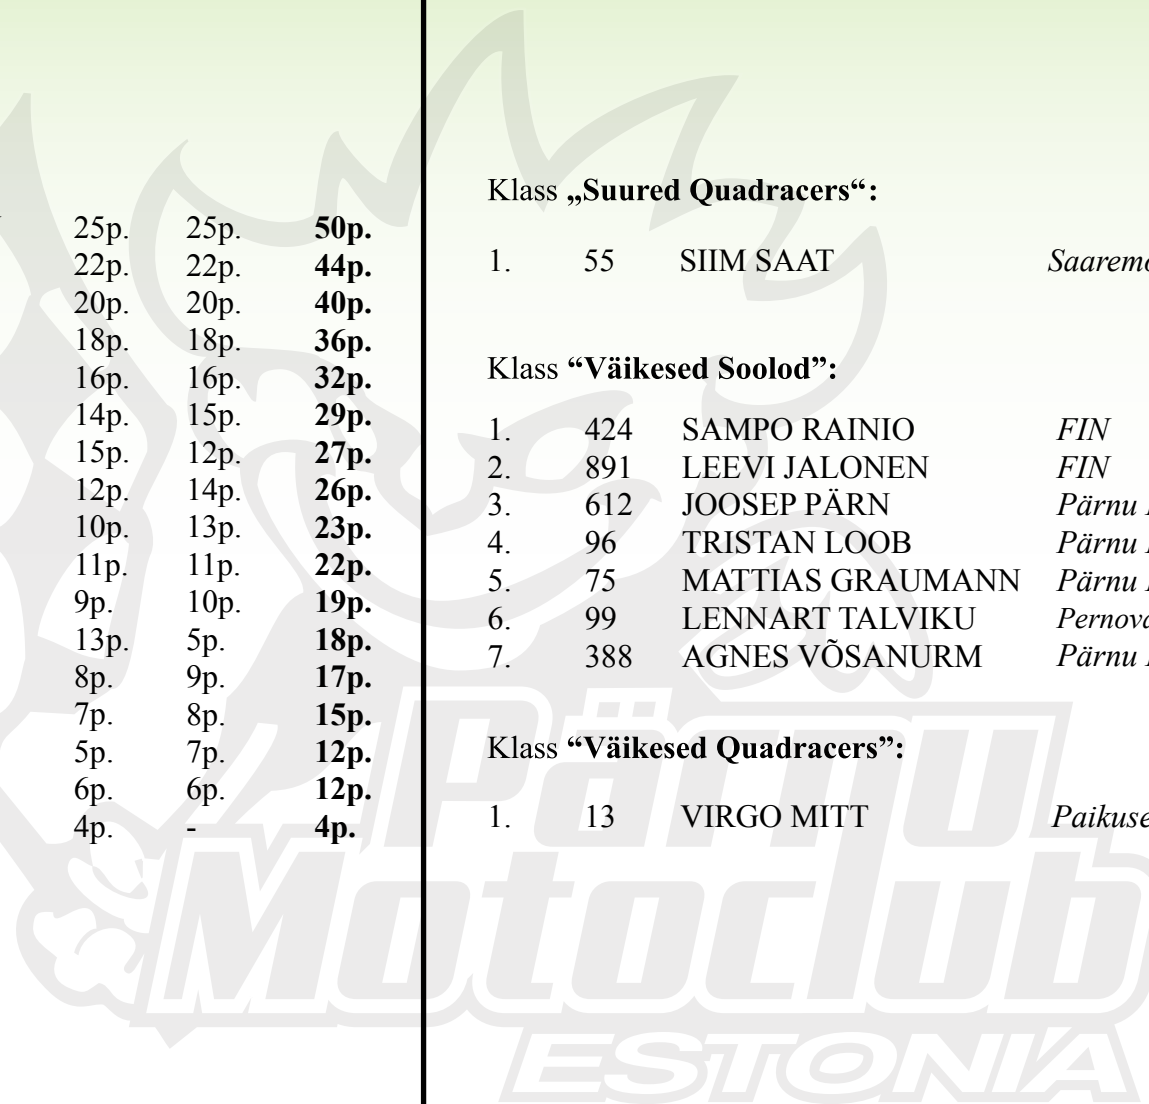 25p. 25p. 50p.
22p. 22p. 44p.
20p. 20p. 40p.
18p. 18p. 36p.
16p. 16p. 32p.
14p. 15p. 29p.
15p. 12p. 27p.
12p. 14p. 26p.
10p. 13p. 23p.
11p. 11p. 22p.
9p. 10p. 19p.
13p. 5p. 18p.
8p. 9p. 17p.
7p. 8p. 15p.
5p. 7p. 12p.
6p. 6p. 12p.
4p. - 4p.
Klass „Suured Quadracers“:
1. 55 SIIM SAAT
Klass “Väikesed Soolod”:
1. 424 SAMPO RAINIO FIN
2. 891 LEEVI JALONEN FIN
3. 612 JOOSEP PÄRN Pärnu
4. 96 TRISTAN LOOB Pärnu
5. 75 MATTIAS GRAUMANN Pärnu
6. 99 LENNART TALVIKU
7. 388 AGNES VÕSANURM Pärnu
Klass “Väikesed Quadracers”:
1. 13 VIRGO MITT Paikuse
Pärnu
Motoclub
ESTONIA